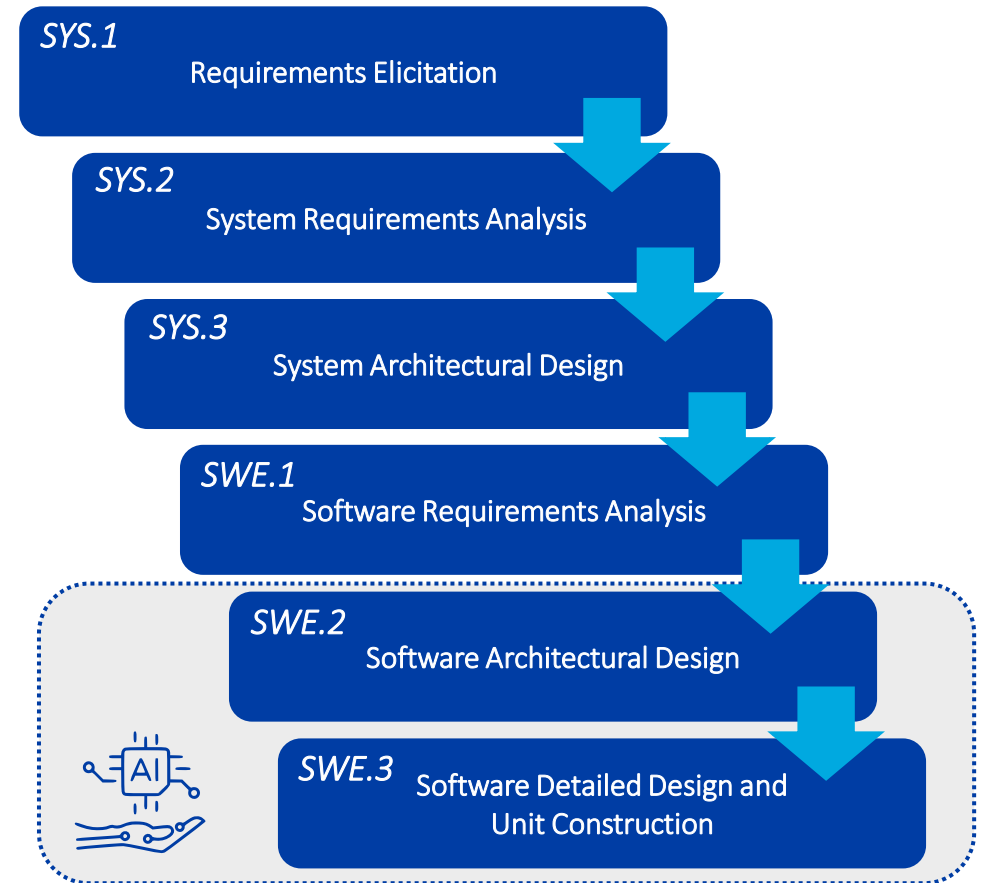 SYS.1
Requirements Elicitation
SYS.2
System Requirements Analysis
SYS.3
System Architectural Design
SWE.1
Software Requirements Analysis
SWE.2
Software Architectural Design
SWE.3
Software Detailed Design and
Unit Construction
AI